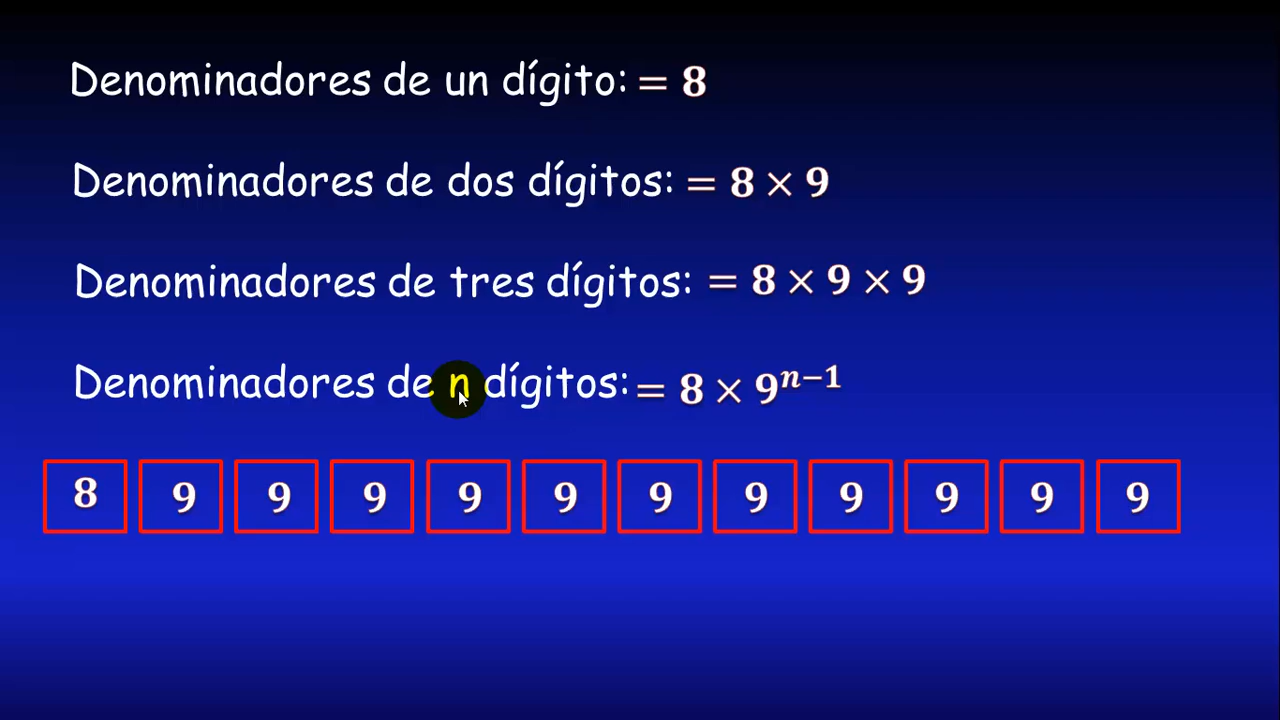 Denominadores de un dígito: = 8
Denominadores de dos dígitos: = 8 × 9
Denominadores de tres dígitos: = 8 × 9 × 9
Denominadores de n dígitos: = 8 × 9ⁿ⁻¹
8 9 9 9 9 9 9 9 9 9 9 9